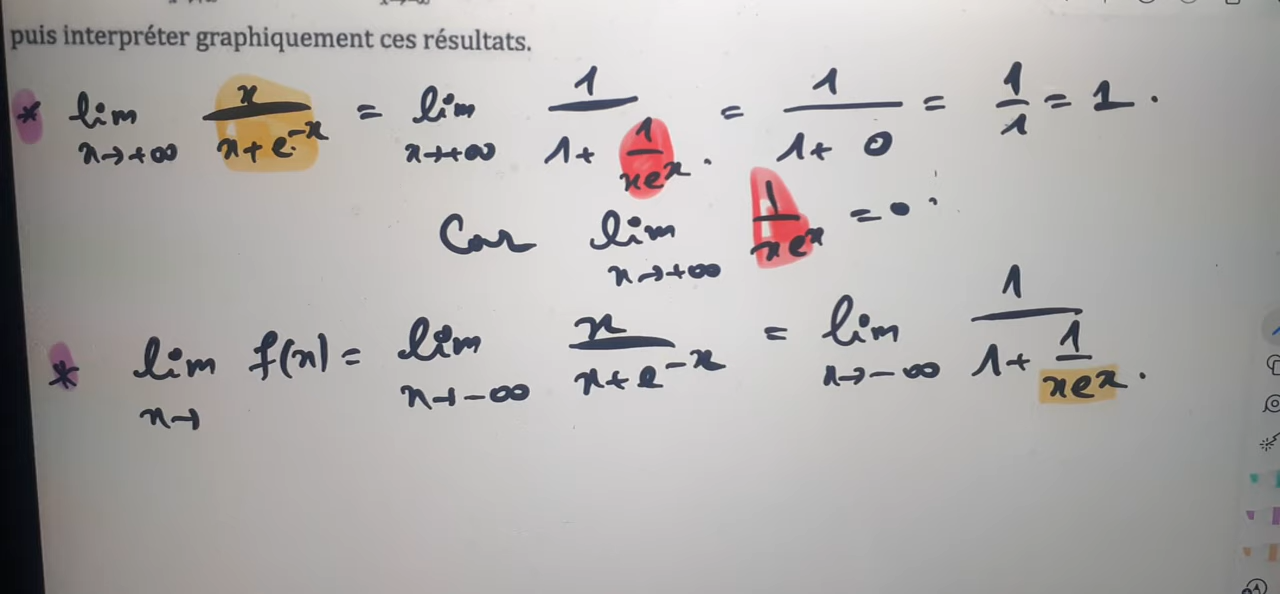 puis interpréter graphiquement ces résultats.
* lim x→+∞ x/(x+e^-x) = lim x→+∞ 1/(1+ 1/(xe^x)) . = 1/(1+ 0) = 1/1 = 1 .
Car lim x→+∞ 1/(xe^x) = 0 .
* lim x→ f(x) = lim x→-∞ x/(x+e^-x) = lim x→-∞ 1/(1+ 1/(xe^x)) .